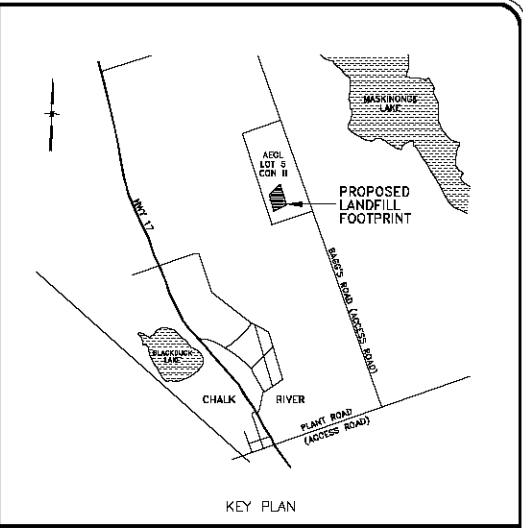 MASKINONGE
LAKE
AECL
LOT 5
CON II
PROPOSED
LANDFILL
FOOTPRINT
HWY 17
BAGG'S ROAD (ACCESS ROAD)
BLACKDUCK
LAKE
CHALK RIVER
PLANT ROAD
(ACCESS ROAD)
KEY PLAN